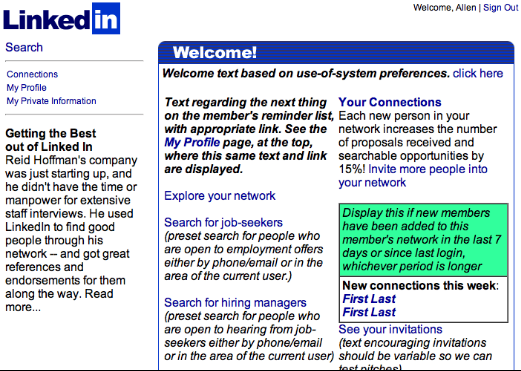 Linked in
Welcome, Allen | Sign Out
Search
Connections
My Profile
My Private Information
Getting the Best
out of Linked In
Reid Hoffman's company
was just starting up, and
he didn't have the time or
manpower for extensive
staff interviews. He used
LinkedIn to find good
people through his
network -- and got great
references and
endorsements for them
along the way. Read
more...
Welcome!
Welcome text based on use-of-system preferences. click here
Text regarding the next thing
on the member's reminder list,
with appropriate link. See the
My Profile page, at the top,
where this same text and link
are displayed.
Explore your network
Search for job-seekers
(preset search for people who
are open to employment offers
either by phone/email or in the
area of the current user.)
Search for hiring managers
(preset search for people who
are open to hearing from job-
seekers either by phone/email
or in the area of the current user)
Your Connections
Each new person in your
network increases the number
of proposals received and
searchable opportunities by
15%! Invite more people into
your network
Display this if new members
have been added to this
member's network in the last 7
days or since last login,
whichever period is longer
New connections this week:
First Last
First Last
See your invitations
(text encouraging invitations
should be variable so we can
test pitches)